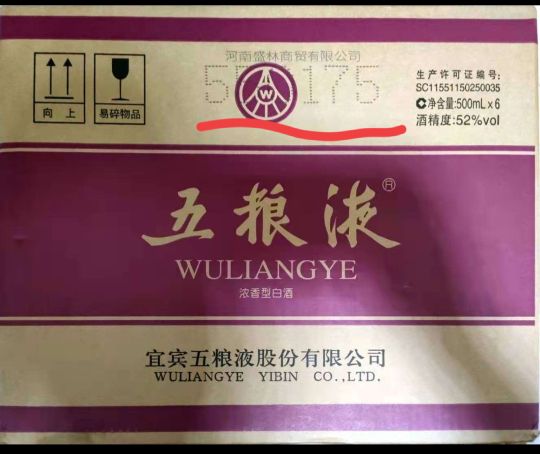 河南盛林商贸有限公司
175
向上
易碎物品
生产许可证编号:
SC11551150250035
C净含量:500mL×6
酒精度:52%vol
五粮液®
WULIANGYE
浓香型白酒
宜宾五粮液股份有限公司
WULIANGYE YIBIN CO.,LTD.